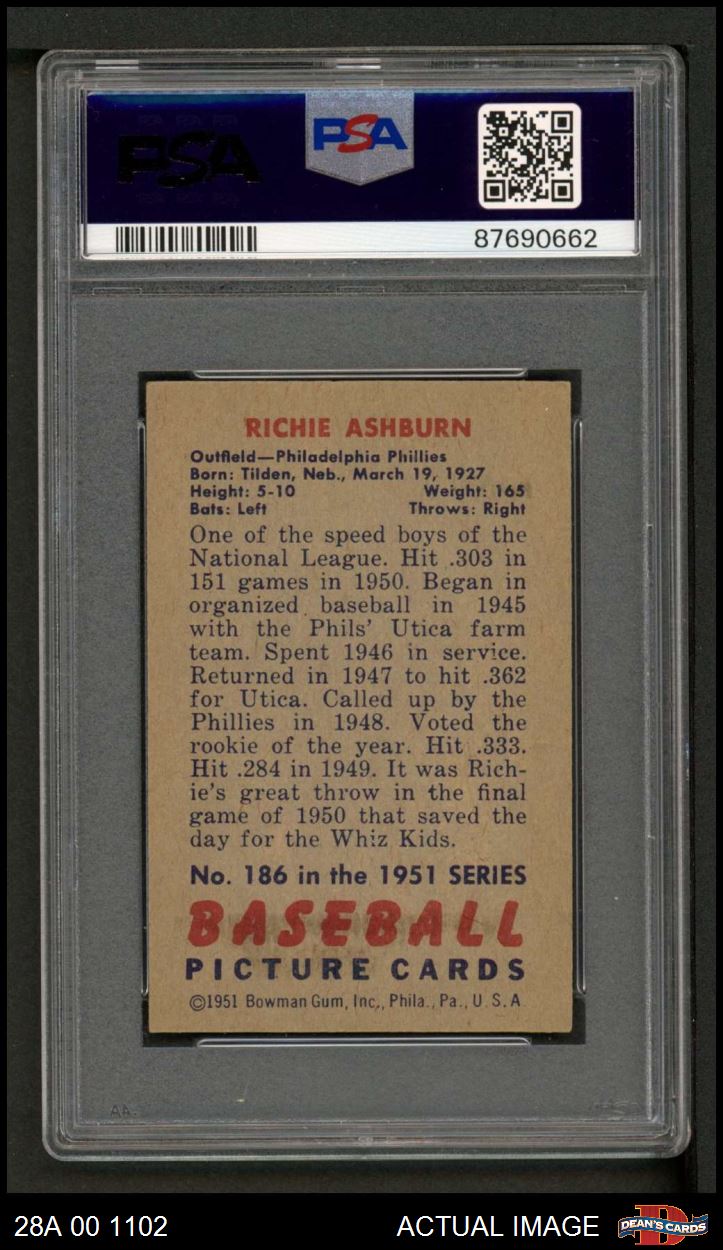 PSA
PSA
87690662
RICHIE ASHBURN
Outfield—Philadelphia Phillies
Born: Tilden, Neb., March 19, 1927
Height: 5-10 Weight: 165
Bats: Left Throws: Right
One of the speed boys of the
National League. Hit .303 in
151 games in 1950. Began in
organized baseball in 1945
with the Phils' Utica farm
team. Spent 1946 in service.
Returned in 1947 to hit .362
for Utica. Called up by the
Phillies in 1948. Voted the
rookie of the year. Hit .333.
Hit .284 in 1949. It was Rich-
ie's great throw in the final
game of 1950 that saved the
day for the Whiz Kids.
No. 186 in the 1951 SERIES
BASEBALL
PICTURE CARDS
©1951 Bowman Gum, Inc., Phila., Pa., U.S.A
28A 00 1102 ACTUAL IMAGE DEAN'S CARDS